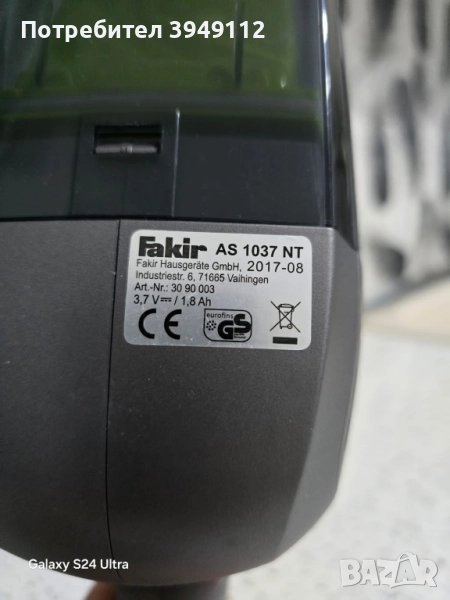 Потребител 3949112
Fakir AS 1037 NT
Fakir Hausgeräte GmbH, 2017-08
Industriestr. 6, 71665 Vaihingen
Art.-Nr.: 30 90 003
3,7 V⎓ / 1,8 Ah
CE
eurofins
GS
Galaxy S24 Ultra
BAZAR